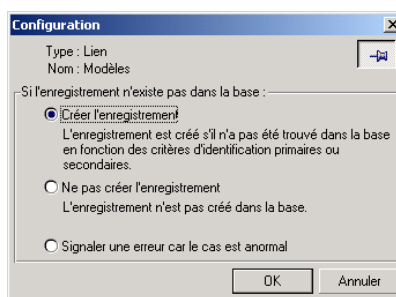 Configuration
Type : Lien
Nom : Modèles
Si l'enregistrement n'existe pas dans la base :
Créer l'enregistrement
L'enregistrement est créé s'il n'a pas été trouvé dans la base
en fonction des critères d'identification primaires ou
secondaires.
Ne pas créer l'enregistrement
L'enregistrement n'est pas créé dans la base.
Signaler une erreur car le cas est anormal
OK
Annuler